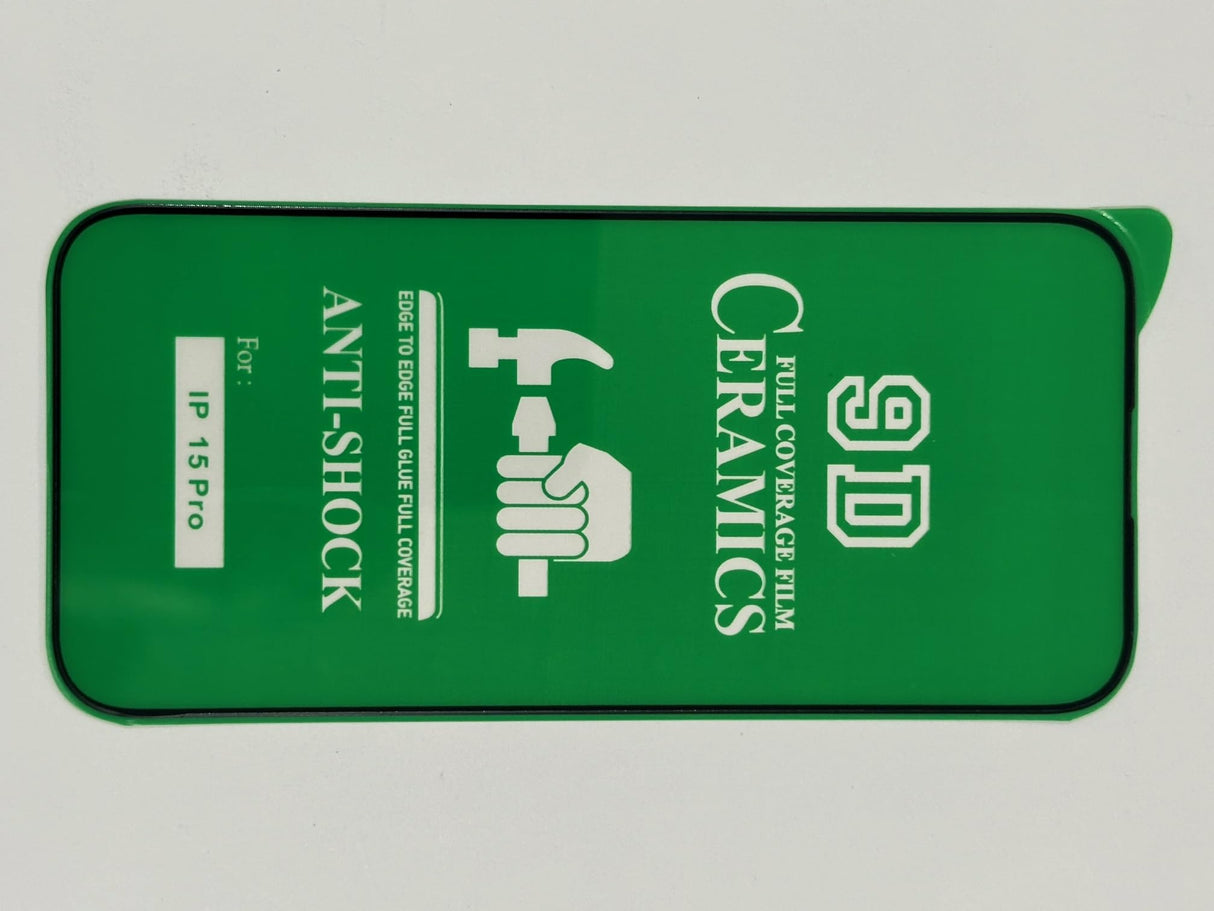 9D
FULL COVERAGE FILM
CERAMICS
EDGE TO EDGE FULL GLUE FULL COVERAGE
ANTI-SHOCK
For:
IP 15 Pro